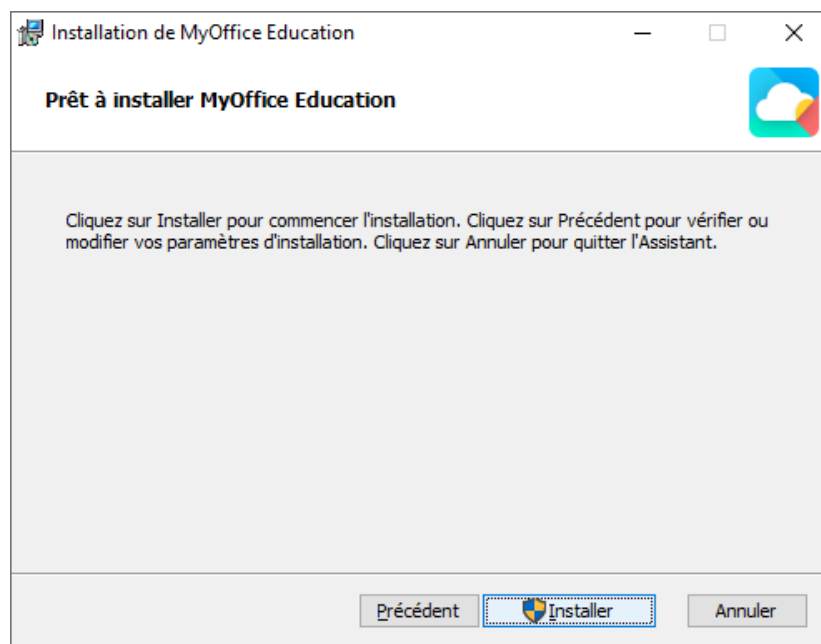 Installation de MyOffice Education
Prêt à installer MyOffice Education
Cliquez sur Installer pour commencer l'installation. Cliquez sur Précédent pour vérifier ou
modifier vos paramètres d'installation. Cliquez sur Annuler pour quitter l'Assistant.
Précédent
Installer
Annuler